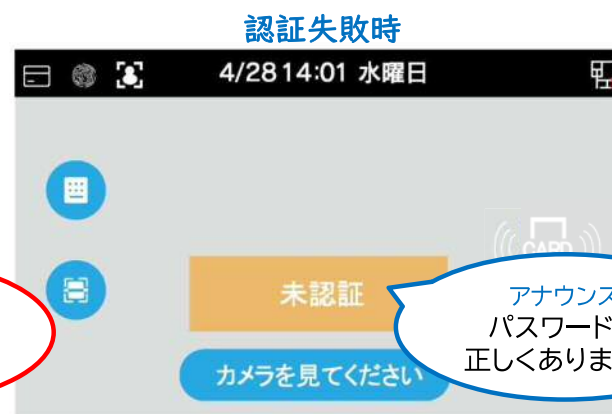 認証失敗時
4/28 14:01 水曜日
CARD
未認証
アナウンス
パスワード
正しくありま
カメラを見てください